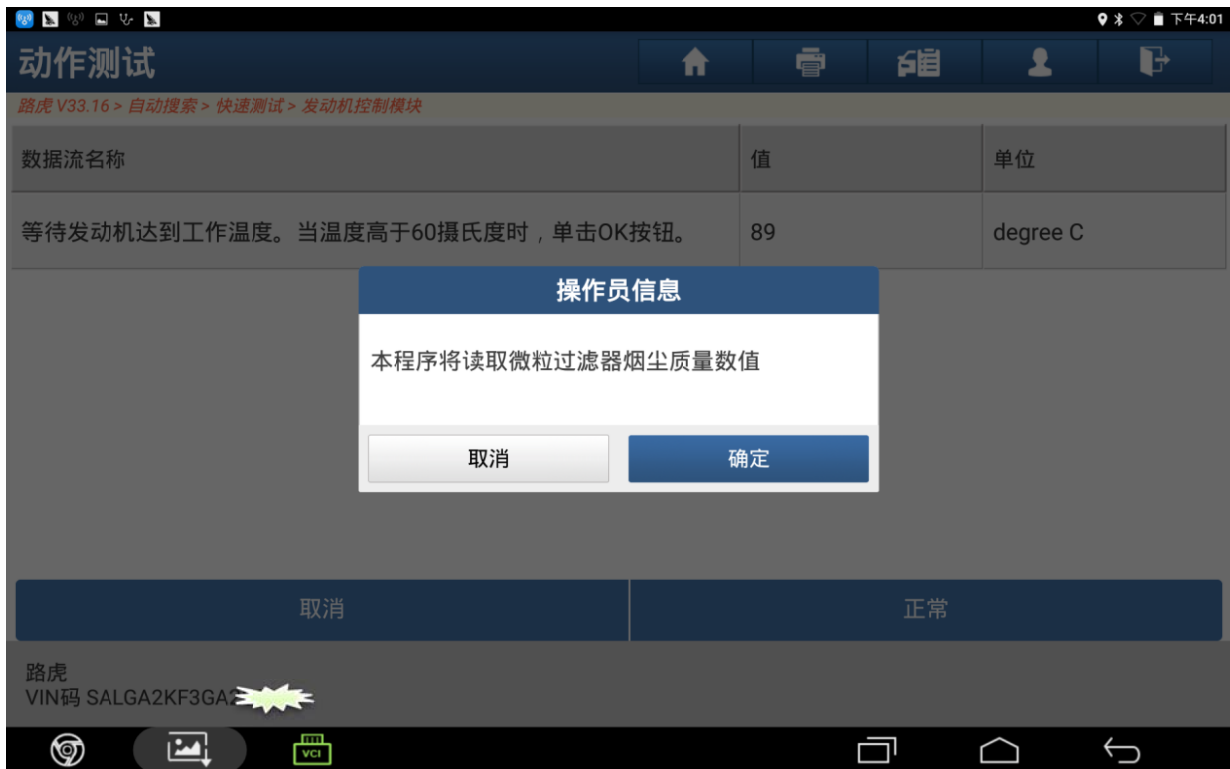 下午4:01
动作测试
路虎 V33.16 > 自动搜索 > 快速测试 > 发动机控制模块
数据流名称 值 单位
等待发动机达到工作温度。当温度高于60摄氏度时，单击OK按钮。 89 degree C
操作员信息
本程序将读取微粒过滤器烟尘质量数值
取消 确定
取消 正常
路虎
VIN码 SALGA2KF3GA2
VCI